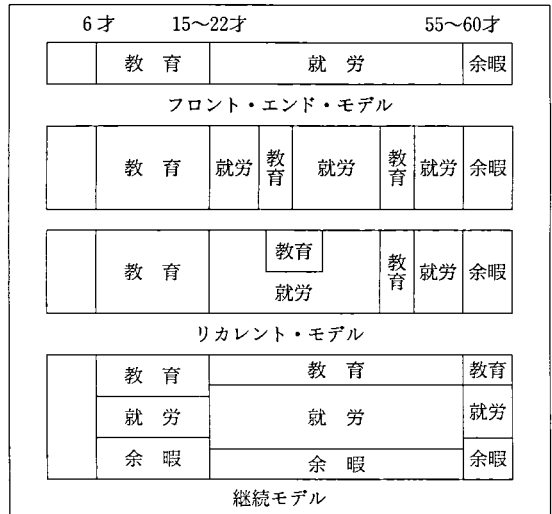 6才 15〜22才 55〜60才
教 育 就 労 余暇
フロント・エンド・モデル
教 育 就労 教育 就労 教育 就労 余暇
教 育 教育 就労 教育 就労 余暇
リカレント・モデル
教 育 教 育 教育
就 労 就 労 就労
余 暇 余 暇 余暇
継続モデル